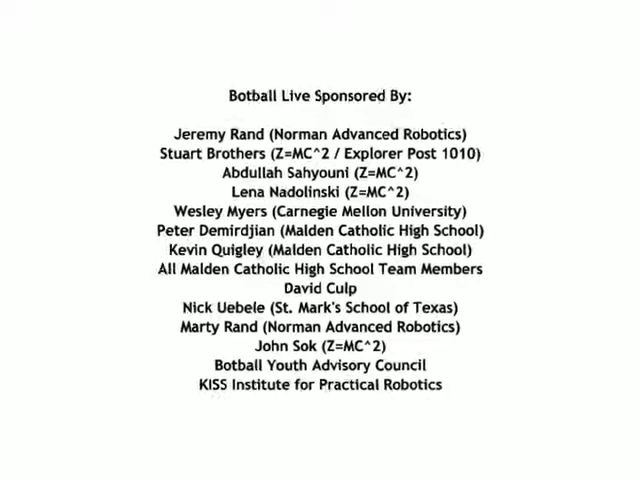 Botball Live Sponsored By:
Jeremy Rand (Norman Advanced Robotics)
Stuart Brothers (Z=MC^2 / Explorer Post 1010)
Abdullah Sahyouni (Z=MC^2)
Lena Nadolinski (Z=MC^2)
Wesley Myers (Carnegie Mellon University)
Peter Demirdjian (Malden Catholic High School)
Kevin Quigley (Malden Catholic High School)
All Malden Catholic High School Team Members
David Culp
Nick Uebele (St. Mark's School of Texas)
Marty Rand (Norman Advanced Robotics)
John Sok (Z=MC^2)
Botball Youth Advisory Council
KISS Institute for Practical Robotics